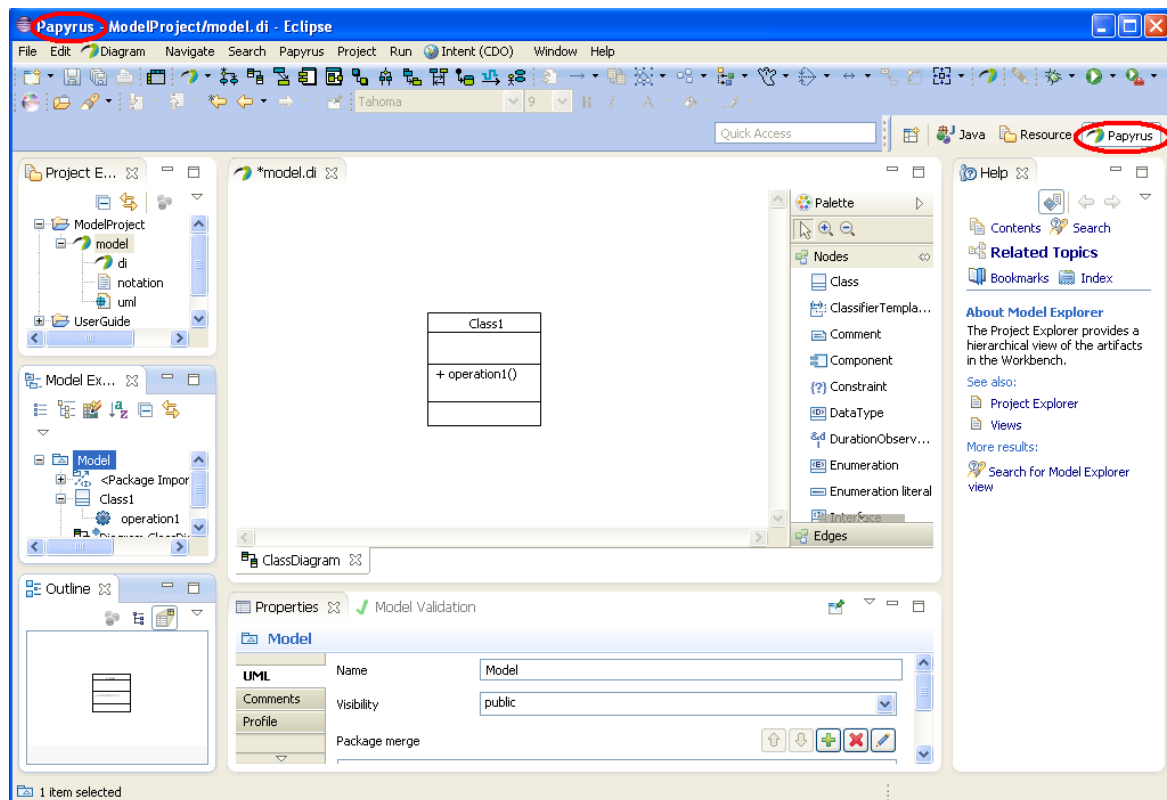 Papyrus - ModelProject/model.di - Eclipse
File Edit Diagram Navigate Search Papyrus Project Run Intent (CDO) Window Help
Tahoma 9 B I A
Quick Access Java Resource Papyrus
Project E...
ModelProject
model
di
notation
uml
UserGuide
Model Ex...
Model
<Package Impor
Class1
operation1
Outline
*model.di
Class1
+ operation1()
Palette
Nodes
Class
ClassifierTempla...
Comment
Component
Constraint
DataType
DurationObserv...
Enumeration
Enumeration literal
Interface
Edges
ClassDiagram
Properties Model Validation
Model
UML
Comments
Profile
Name Model
Visibility public
Package merge
Help
Contents Search
Related Topics
Bookmarks Index
About Model Explorer
The Project Explorer provides a
hierarchical view of the artifacts
in the Workbench.
See also:
Project Explorer
Views
More results:
Search for Model Explorer
view
1 item selected